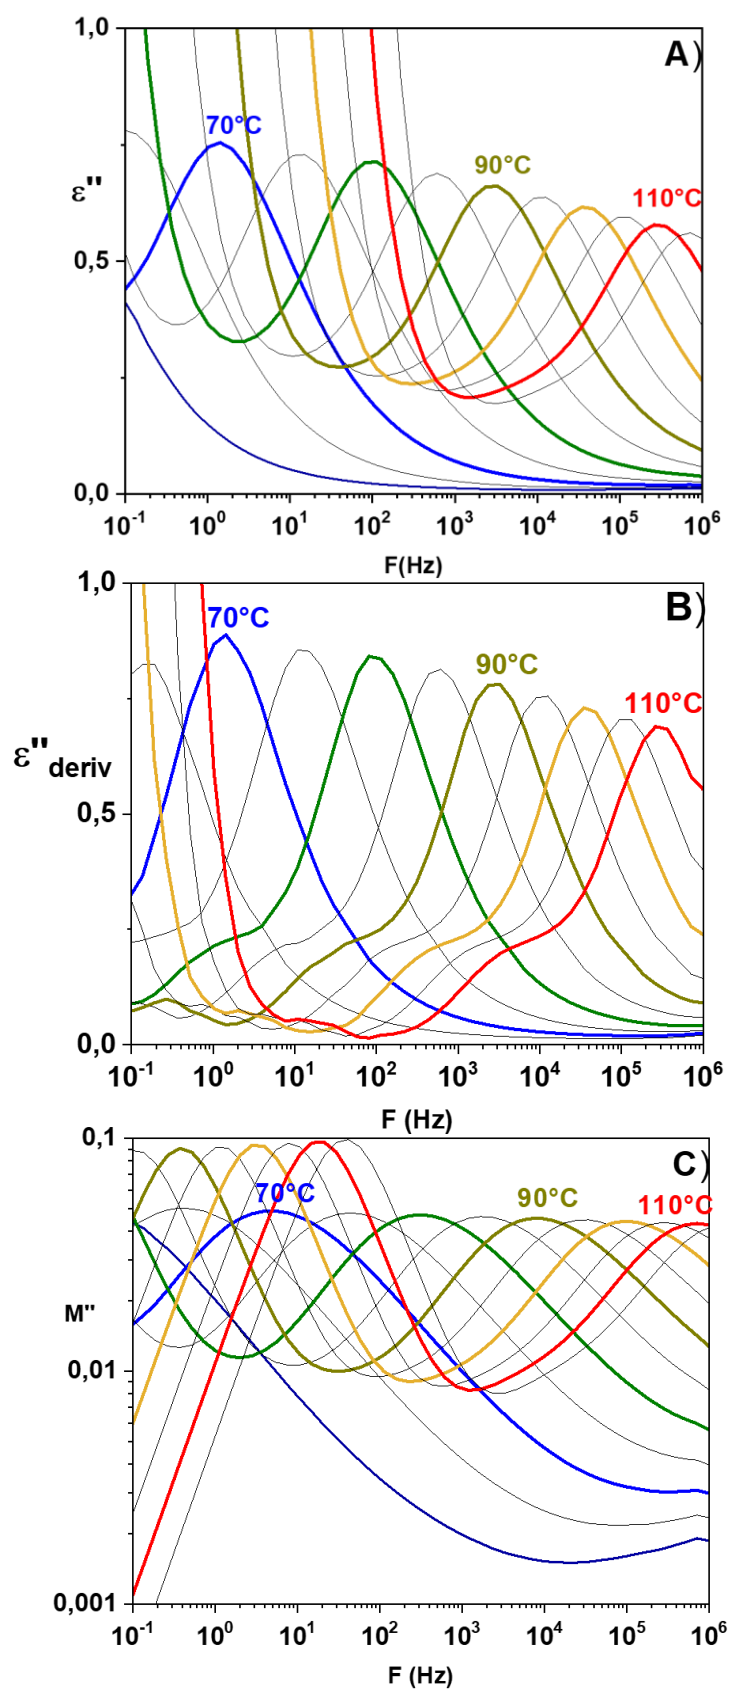 1,0
A)
70°C
90°C
110°C
ε"
0,5
0,0
10⁻¹ 10⁰ 10¹ 10² 10³ 10⁴ 10⁵ 10⁶
F(Hz)
1,0
B)
70°C
90°C
110°C
ε"deriv
0,5
0,0
10⁻¹ 10⁰ 10¹ 10² 10³ 10⁴ 10⁵ 10⁶
F (Hz)
0,1
C)
70°C
90°C
110°C
M"
0,01
0,001
10⁻¹ 10⁰ 10¹ 10² 10³ 10⁴ 10⁵ 10⁶
F (Hz)